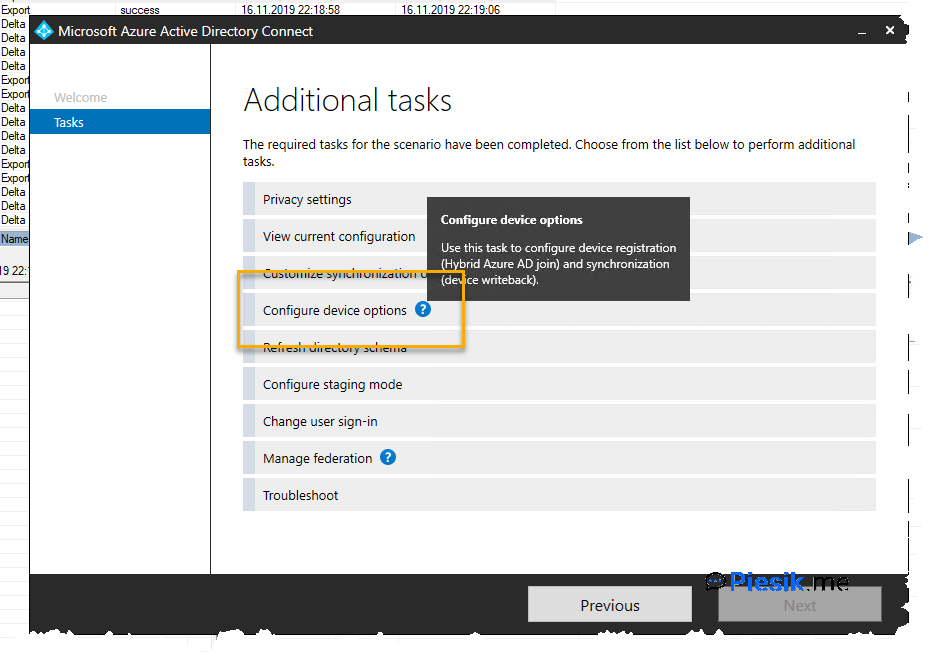 Export success 16.11.2019 22:18:58 16.11.2019 22:19:06
Delta
Delta
Delta
Delta
Export
Export
Delta
Delta
Delta
Delta
Export
Export
Delta
Delta
Delta
Name
19 22:
Microsoft Azure Active Directory Connect
Welcome
Tasks
Additional tasks
The required tasks for the scenario have been completed. Choose from the list below to perform additional
tasks.
Privacy settings
View current configuration
Customize synchronization o
Configure device options ?
Refresh directory schema
Configure staging mode
Change user sign-in
Manage federation ?
Troubleshoot
Configure device options
Use this task to configure device registration
(Hybrid Azure AD join) and synchronization
(device writeback).
Piesik.me
Previous
Next